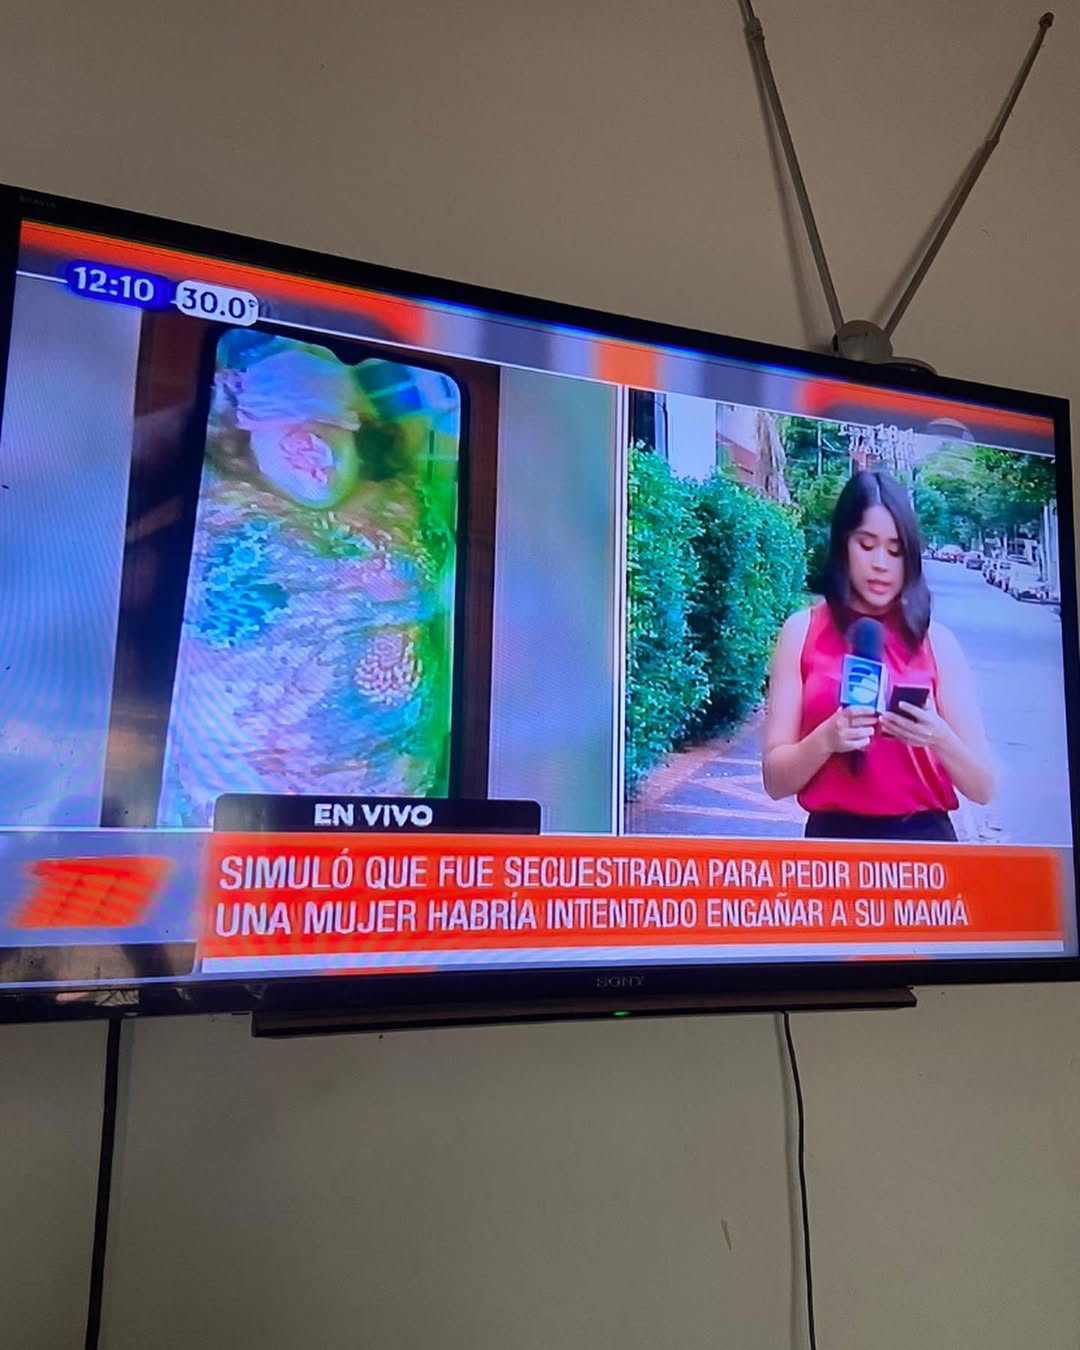 BRAVIA
12:10 30.0°
EN VIVO
SIMULÓ QUE FUE SECUESTRADA PARA PEDIR DINERO
UNA MUJER HABRÍA INTENTADO ENGAÑAR A SU MAMÁ
SONY